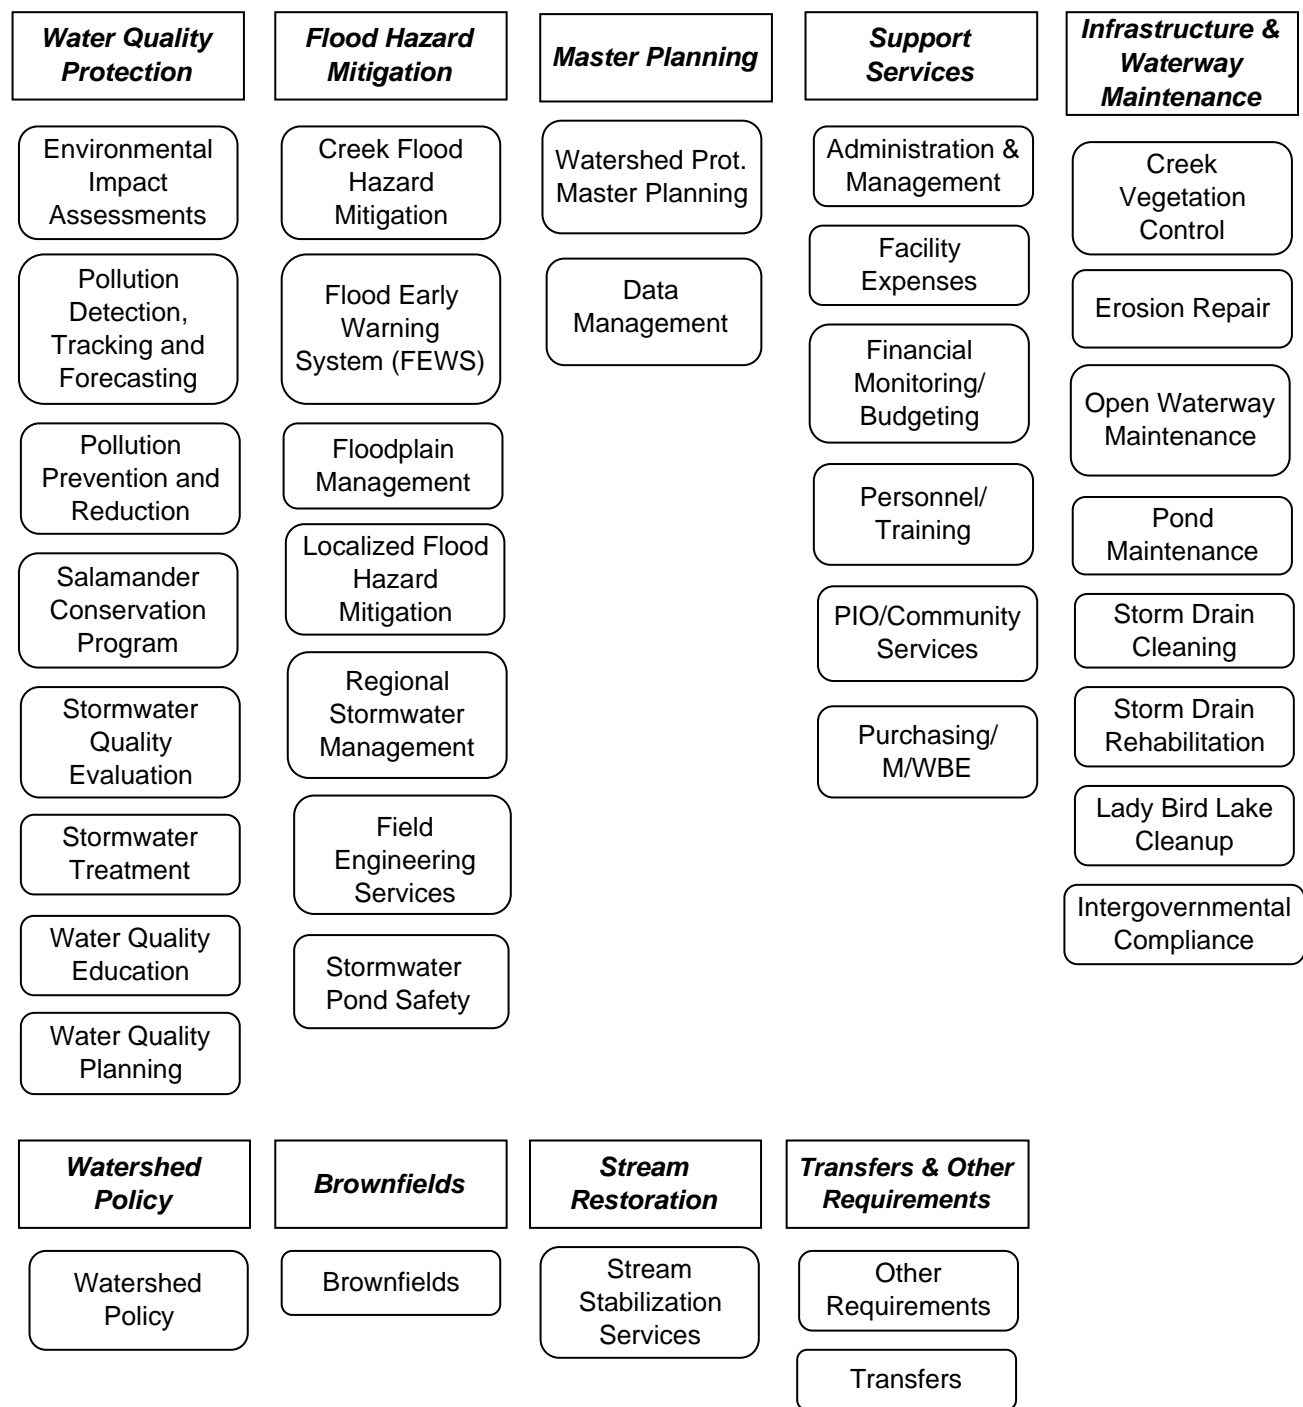 Water Quality
Protection
Environmental
Impact
Assessments
Pollution
Detection,
Tracking and
Forecasting
Pollution
Prevention and
Reduction
Salamander
Conservation
Program
Stormwater
Quality
Evaluation
Stormwater
Treatment
Water Quality
Education
Water Quality
Planning
Flood Hazard
Mitigation
Creek Flood
Hazard
Mitigation
Flood Early
Warning
System (FEWS)
Floodplain
Management
Localized Flood
Hazard
Mitigation
Regional
Stormwater
Management
Field
Engineering
Services
Stormwater
Pond Safety
Master Planning
Watershed Prot.
Master Planning
Data
Management
Support
Services
Administration &
Management
Facility
Expenses
Financial
Monitoring/
Budgeting
Personnel/
Training
PIO/Community
Services
Purchasing/
M/WBE
Infrastructure &
Waterway
Maintenance
Creek
Vegetation
Control
Erosion Repair
Open Waterway
Maintenance
Pond
Maintenance
Storm Drain
Cleaning
Storm Drain
Rehabilitation
Lady Bird Lake
Cleanup
Intergovernmental
Compliance
Watershed
Policy
Watershed
Policy
Brownfields
Brownfields
Stream
Restoration
Stream
Stabilization
Services
Transfers & Other
Requirements
Other
Requirements
Transfers